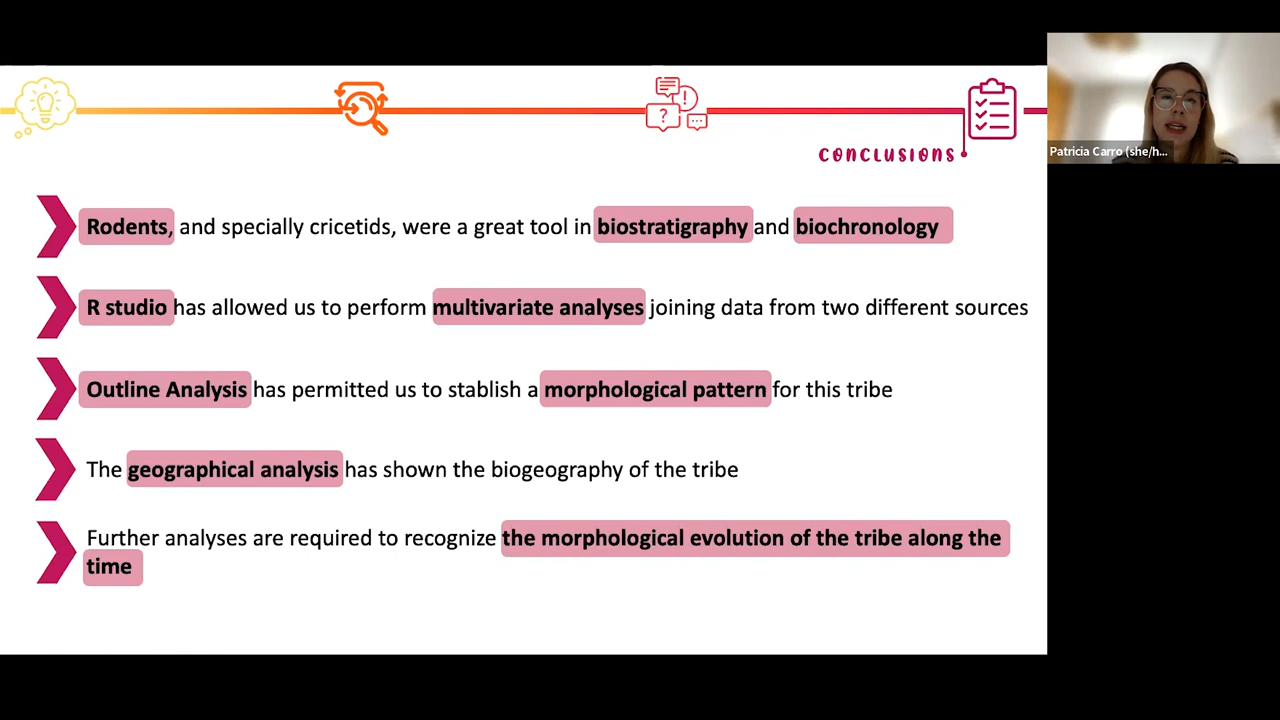 CONCLUSIONS
Patricia Carro (she/h...
Rodents, and specially cricetids, were a great tool in biostratigraphy and biochronology
R studio has allowed us to perform multivariate analyses joining data from two different sources
Outline Analysis has permitted us to stablish a morphological pattern for this tribe
The geographical analysis has shown the biogeography of the tribe
Further analyses are required to recognize the morphological evolution of the tribe along the
time